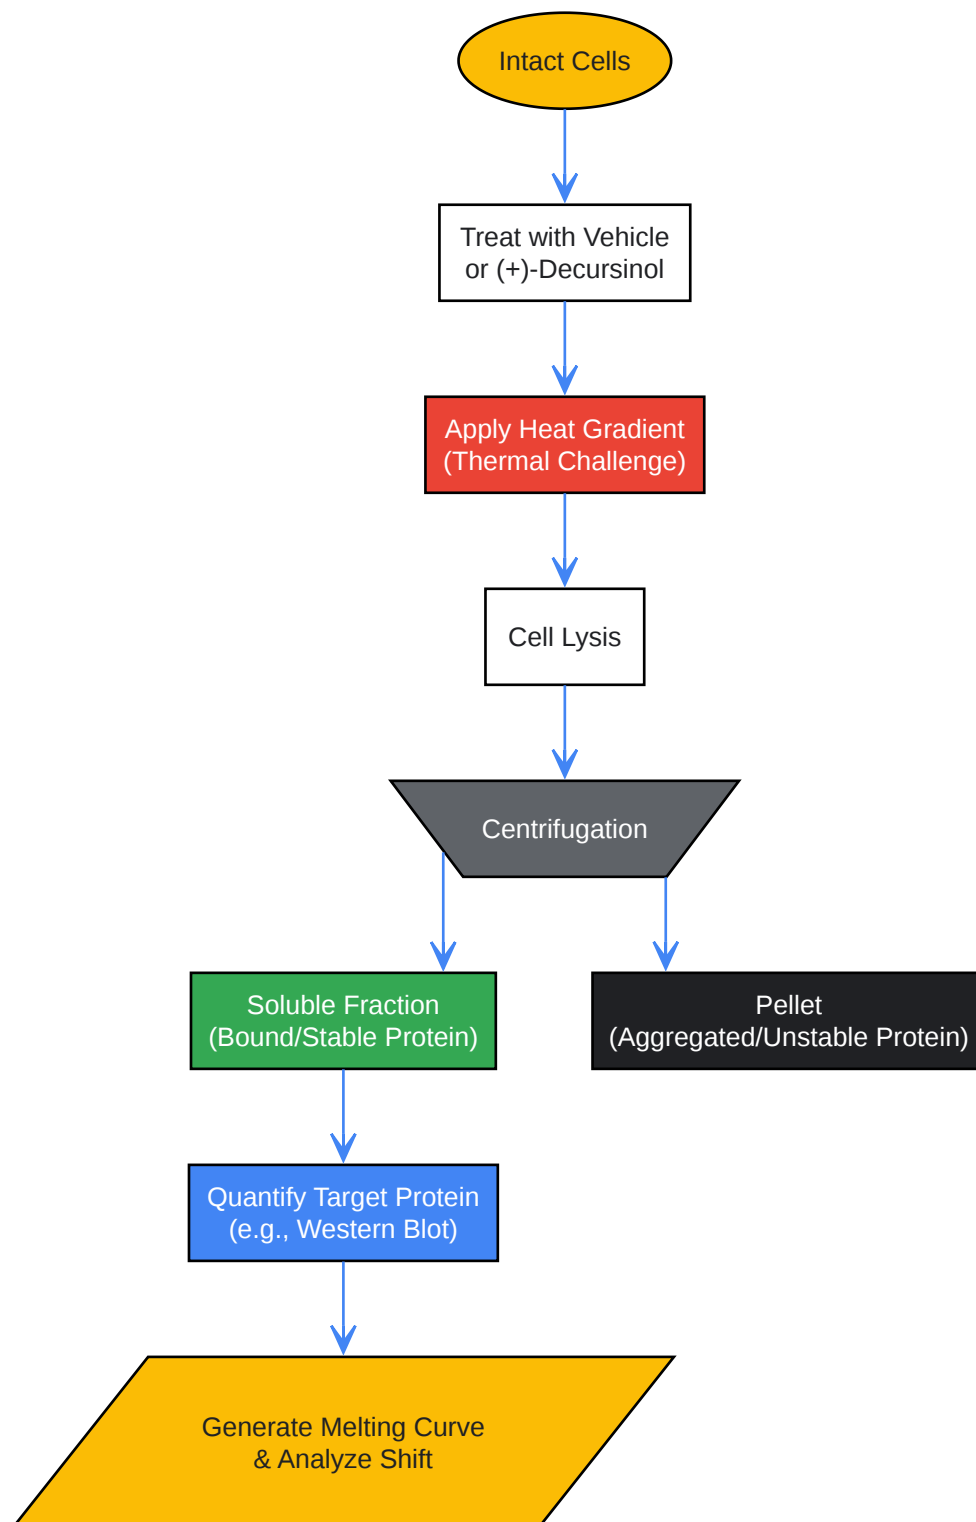 Intact Cells
Treat with Vehicle
or (+)-Decursinol
Apply Heat Gradient
(Thermal Challenge)
Cell Lysis
Centrifugation
Soluble Fraction
(Bound/Stable Protein)
Pellet
(Aggregated/Unstable Protein)
Quantify Target Protein
(e.g., Western Blot)
Generate Melting Curve
& Analyze Shift